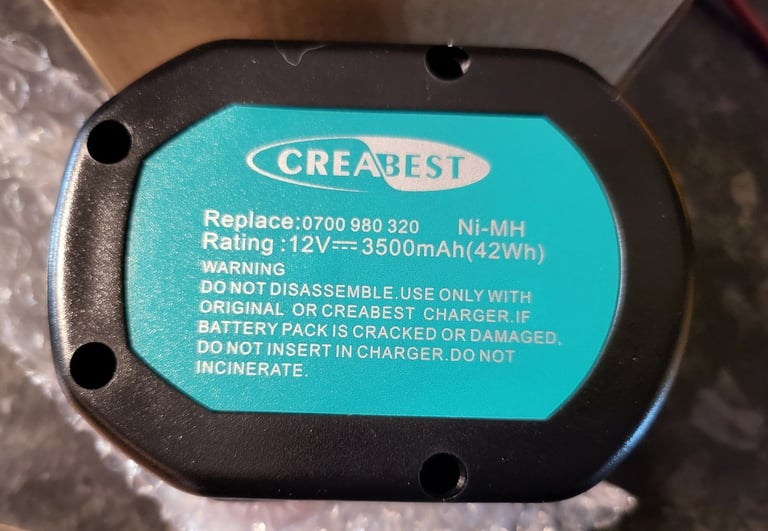 CREABEST
Replace:0700 980 320 Ni-MH
Rating :12V⎓3500mAh(42Wh)
WARNING
DO NOT DISASSEMBLE.USE ONLY WITH
ORIGINAL OR CREABEST CHARGER.IF
BATTERY PACK IS CRACKED OR DAMAGED,
DO NOT INSERT IN CHARGER.DO NOT
INCINERATE.